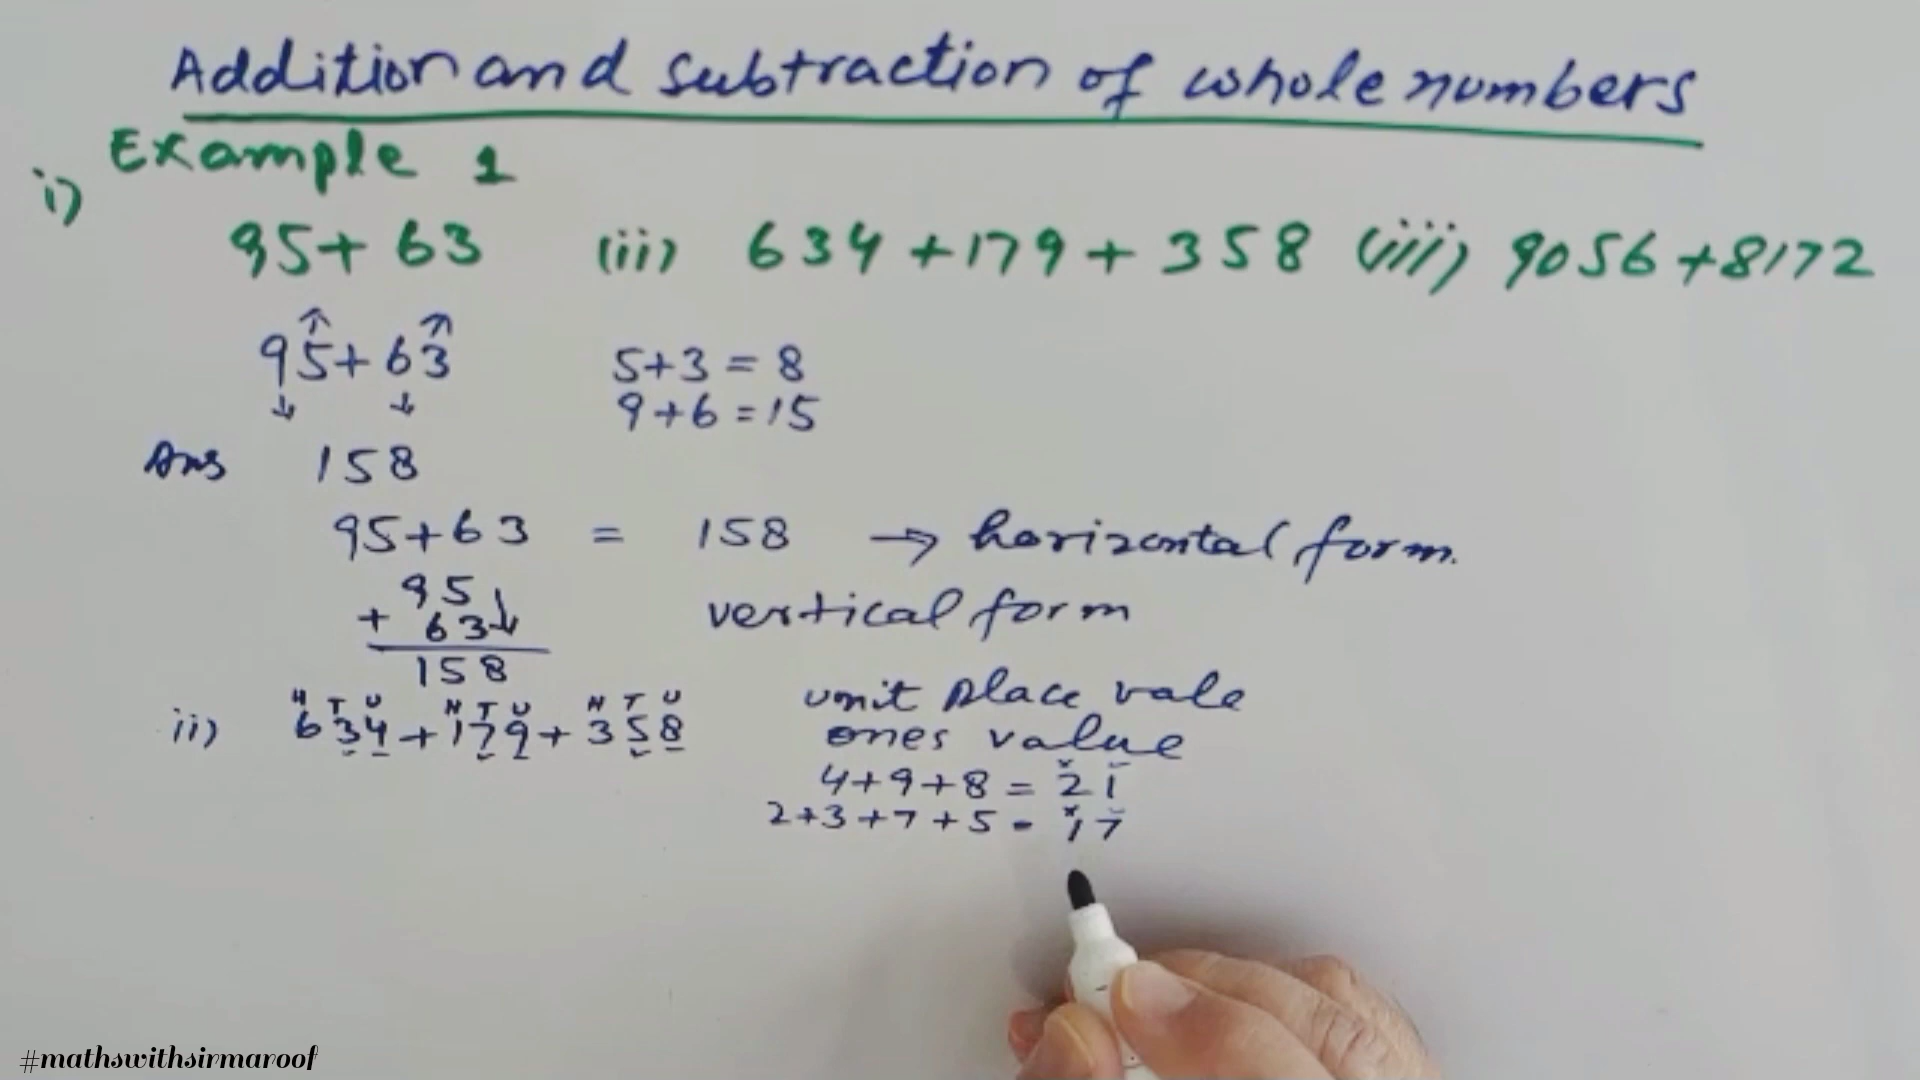 Addition and subtraction of whole numbers
Example 1
i) 95+ 63 (ii) 634 +179 + 358 (iii) 9056 +8172
95+ 63
5+3 = 8
9+6 =15
Ans 158
95+63 = 158 → horizontal form.
95
+ 63
158
vertical form
H T U H T U H T U
ii) 634+179+ 358
unit place vale
ones value
4+9+8 = 21
2+3+7+5 = 17
#mathswithsirmaroof